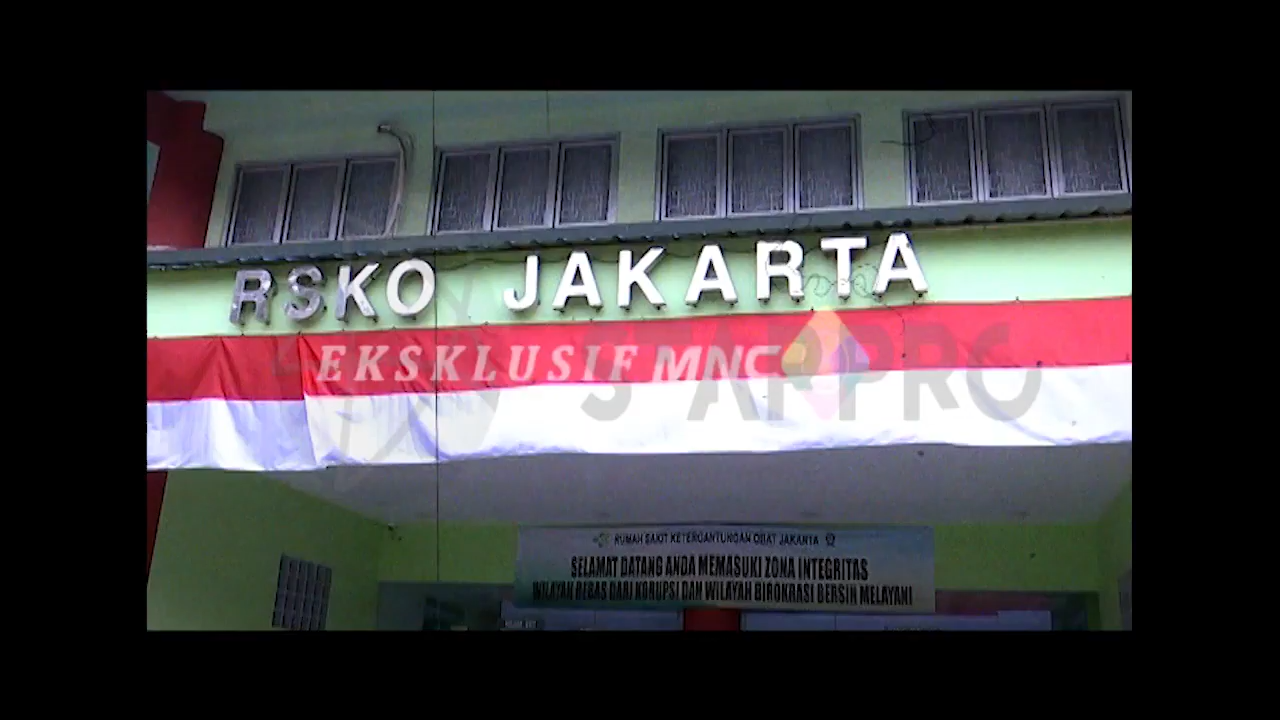 RSKO JAKARTA
EKSKLUSIF MNC
STARPRO
RUMAH SAKIT KETERGANTUNGAN OBAT JAKARTA
SELAMAT DATANG ANDA MEMASUKI ZONA INTEGRITAS
WILAYAH BEBAS DARI KORUPSI DAN WILAYAH BIROKRASI BERSIH MELAYANI